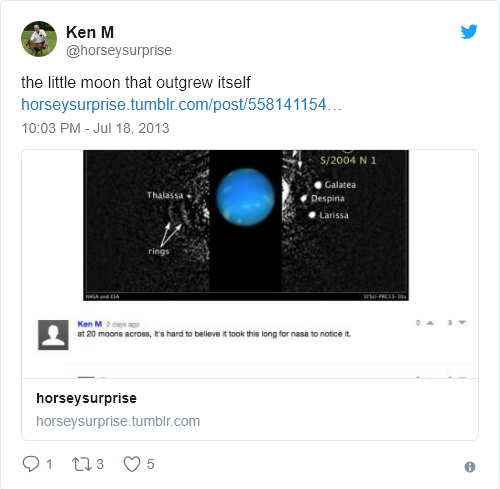 Ken M
@horseysurprise
the little moon that outgrew itself
horseysurprise.tumblr.com/post/558141154…
10:03 PM - Jul 18, 2013
S/2004 N 1
Thalassa
Galatea
Despina
Larissa
rings
NASA and ESA
STScI-PRC13-30a
Ken M 2 days ago
0 9
at 20 moons across, it's hard to believe it took this long for nasa to notice it.
horseysurprise
horseysurprise.tumblr.com
1 3 5